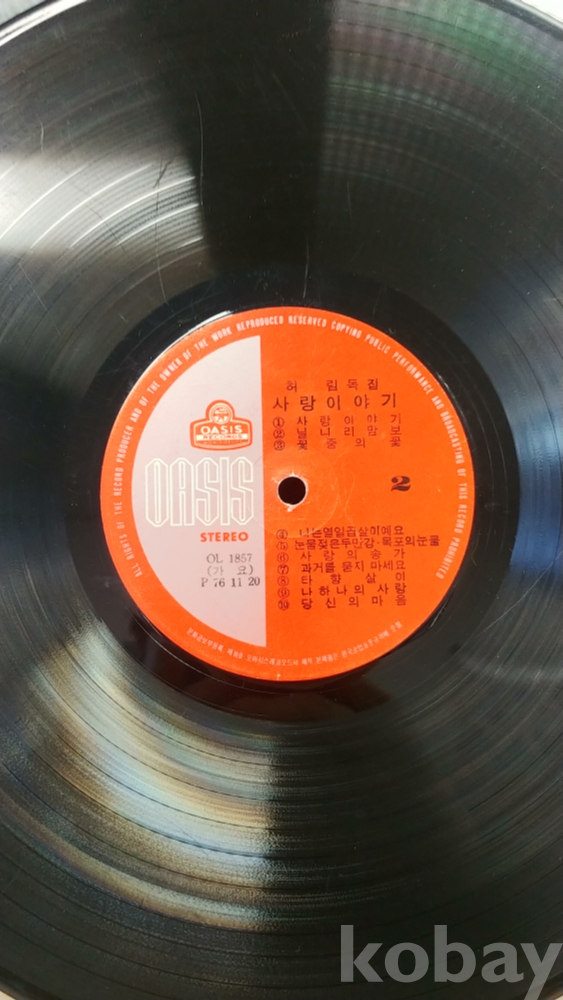 ALL RIGHTS OF THE RECORD PRODUCER AND OF THE OWNER OF THE WORK REPRODUCED RESERVED COPYING PUBLIC PERFORMANCE AND BROADCASTING OF THIS RECORD PROHIBITED
OASIS
RECORDS
OASIS
STEREO
OL 1857
(가 요)
P 76 11 20
허 림독집
사랑이야기
① 사랑이야기
② 닐니리맘보
③ 꽃중의꽃
2
④ 나는열일곱살이예요
⑤ 눈물젖은두만강·목포의눈물
⑥ 사랑의송가
⑦ 과거를묻지마세요
⑧ 타향살이
⑨ 나하나의사랑
⑩ 당신의마음
kobay